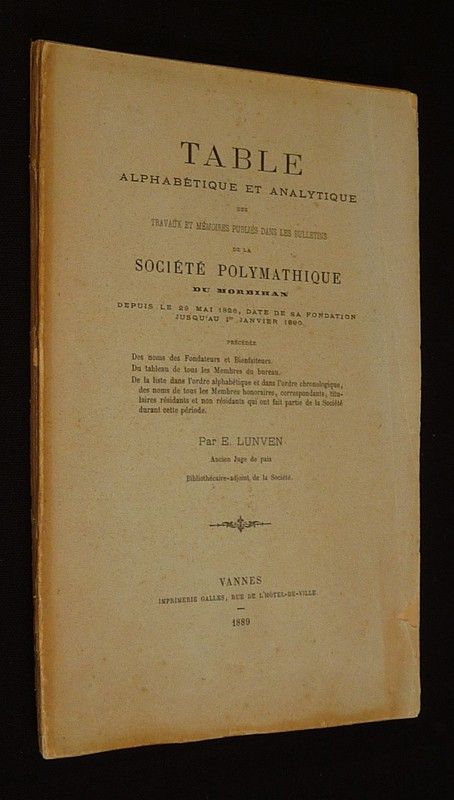 TABLE
ALPHABÉTIQUE ET ANALYTIQUE
DES
TRAVAUX ET MÉMOIRES PUBLIÉS DANS LES BULLETINS
DE LA
SOCIÉTÉ POLYMATHIQUE
DU MORBIHAN
DEPUIS LE 29 MAI 1826, DATE DE SA FONDATION
JUSQU'AU 1er JANVIER 1880,
PRÉCÉDÉE
Des noms des Fondateurs et Bienfaiteurs.
Du tableau de tous les Membres du bureau.
De la liste dans l'ordre alphabétique et dans l'ordre chronologique,
des noms de tous les Membres honoraires, correspondants, titu-
laires résidants et non résidants qui ont fait partie de la Société
durant cette période.
Par E. LUNVEN
Ancien Juge de paix
Bibliothécaire-adjoint de la Société.
VANNES
IMPRIMERIE GALLES, RUE DE L'HÔTEL-DE-VILLE
1889